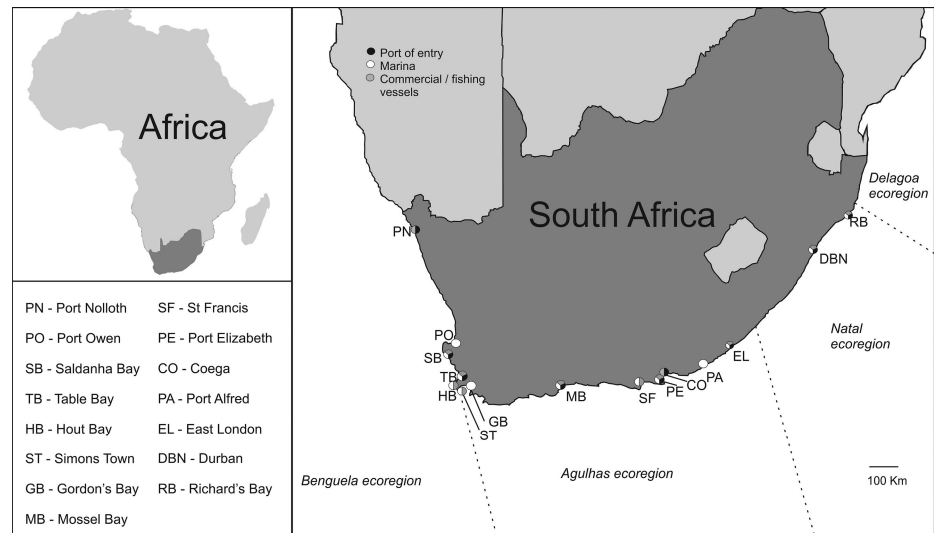 Africa
PN - Port Nolloth
PO - Port Owen
SB - Saldanha Bay
TB - Table Bay
HB - Hout Bay
ST - Simons Town
GB - Gordon's Bay
MB - Mossel Bay
SF - St Francis
PE - Port Elizabeth
CO - Coega
PA - Port Alfred
EL - East London
DBN - Durban
RB - Richard's Bay
Port of entry
Marina
Commercial / fishing
vessels
South Africa
Delagoa
ecoregion
RB
PN
DBN
Natal
ecoregion
PO
SB
EL
TB
PA
CO
HB
MB
SF
PE
GB
ST
Agulhas ecoregion
Benguela ecoregion
100 Km